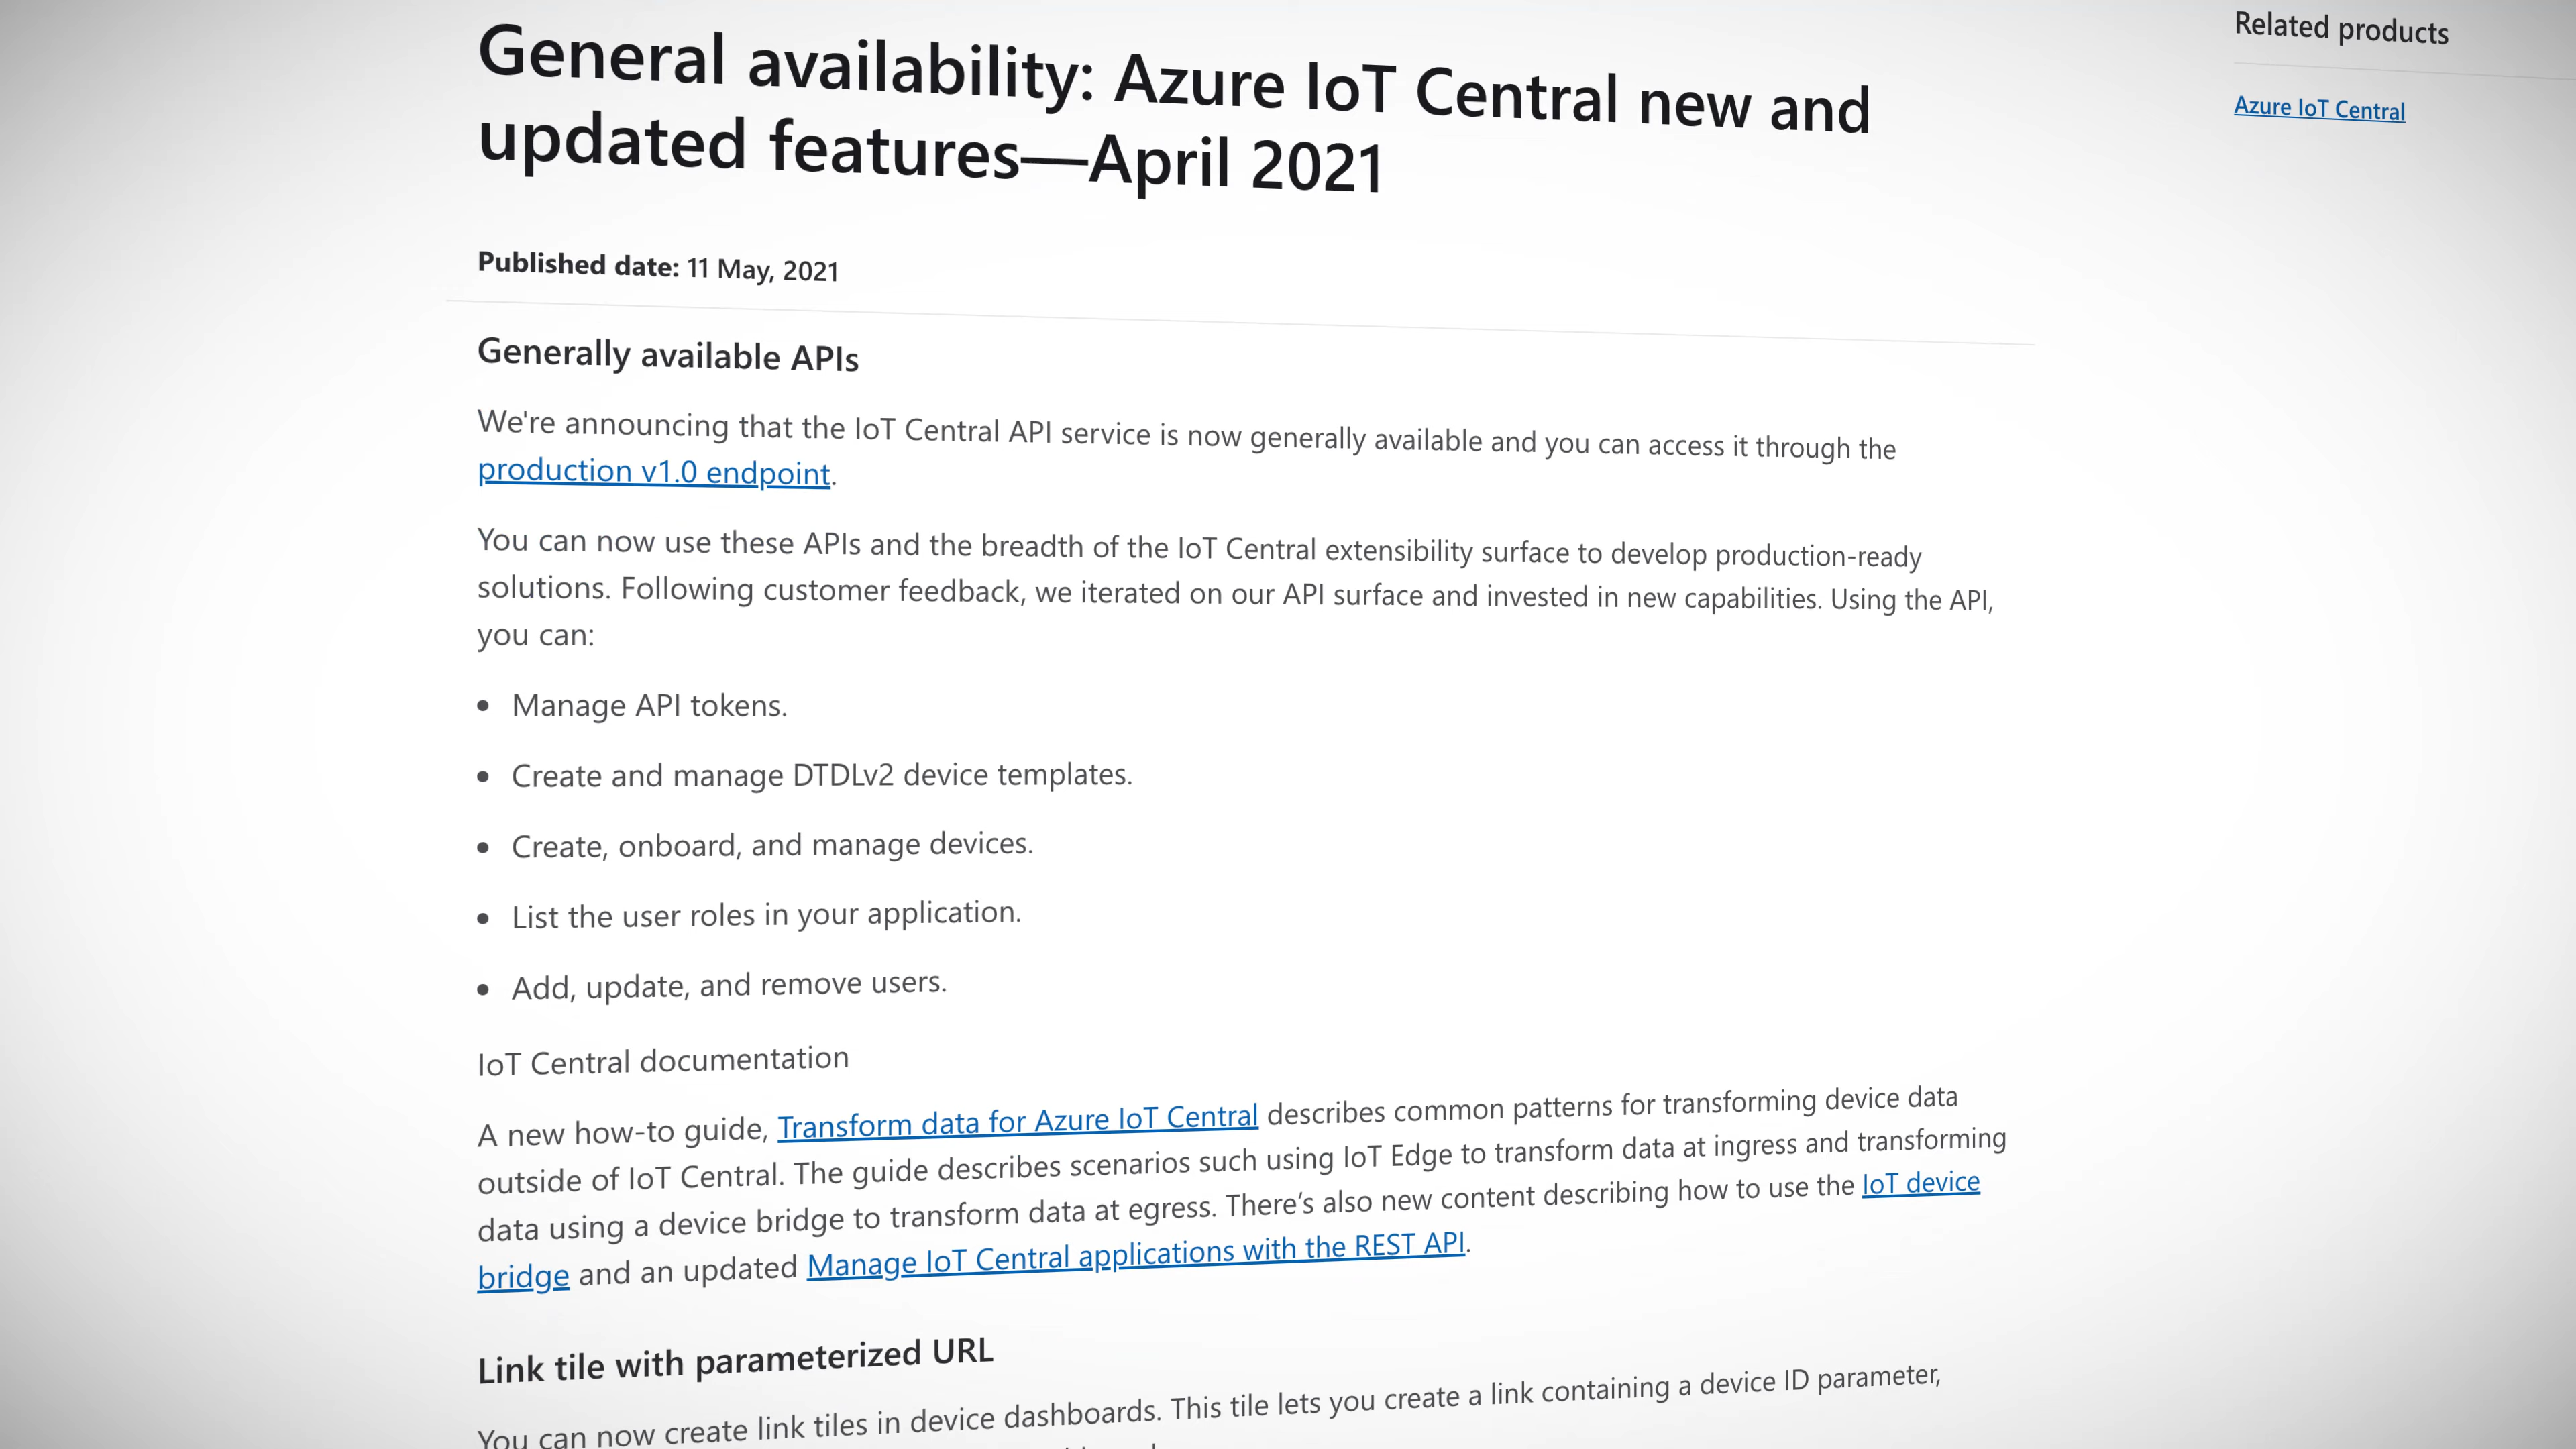 General availability: Azure IoT Central new and
updated features—April 2021
Related products
Azure IoT Central
Published date: 11 May, 2021
Generally available APIs
We're announcing that the IoT Central API service is now generally available and you can access it through the
production v1.0 endpoint.
You can now use these APIs and the breadth of the IoT Central extensibility surface to develop production-ready
solutions. Following customer feedback, we iterated on our API surface and invested in new capabilities. Using the API,
you can:
• Manage API tokens.
• Create and manage DTDLv2 device templates.
• Create, onboard, and manage devices.
• List the user roles in your application.
• Add, update, and remove users.
IoT Central documentation
A new how-to guide, Transform data for Azure IoT Central describes common patterns for transforming device data
outside of IoT Central. The guide describes scenarios such using IoT Edge to transform data at ingress and transforming
data using a device bridge to transform data at egress. There’s also new content describing how to use the IoT device
bridge and an updated Manage IoT Central applications with the REST API.
Link tile with parameterized URL
You can now create link tiles in device dashboards. This tile lets you create a link containing a device ID parameter,